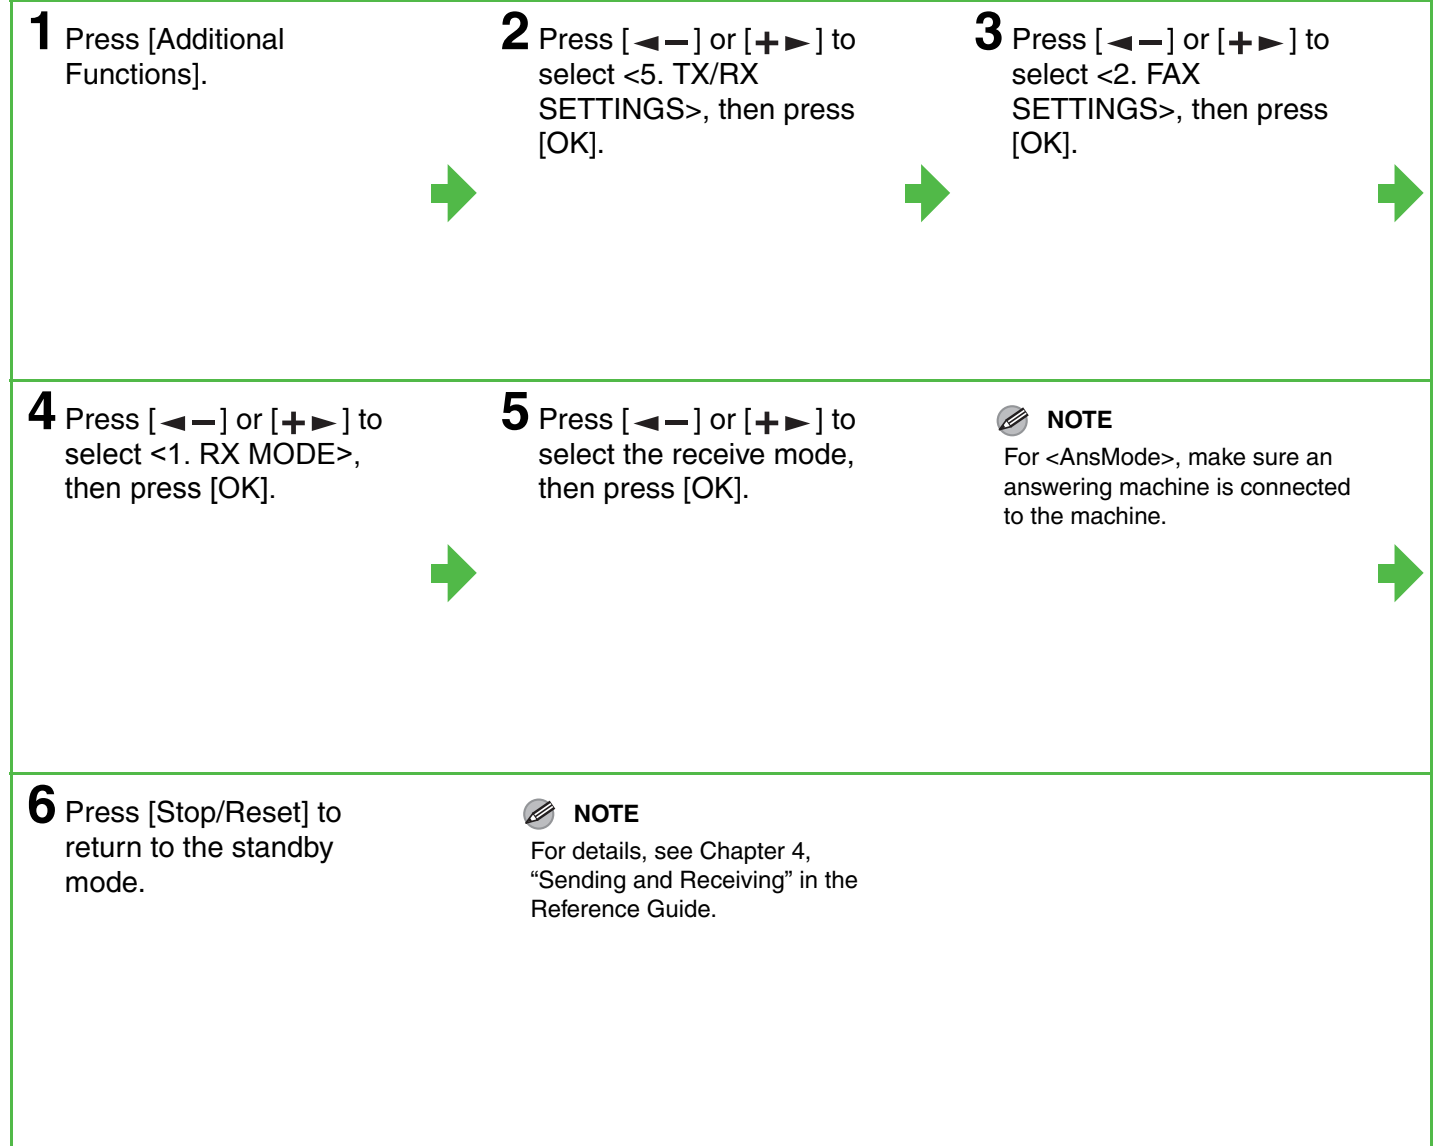 1 Press [Additional
Functions].
2 Press [ ◄ – ] or [ + ► ] to
select <5. TX/RX
SETTINGS>, then press
[OK].
3 Press [ ◄ – ] or [ + ► ] to
select <2. FAX
SETTINGS>, then press
[OK].
4 Press [ ◄ – ] or [ + ► ] to
select <1. RX MODE>,
then press [OK].
5 Press [ ◄ – ] or [ + ► ] to
select the receive mode,
then press [OK].
NOTE
For <AnsMode>, make sure an
answering machine is connected
to the machine.
6 Press [Stop/Reset] to
return to the standby
mode.
NOTE
For details, see Chapter 4,
“Sending and Receiving” in the
Reference Guide.